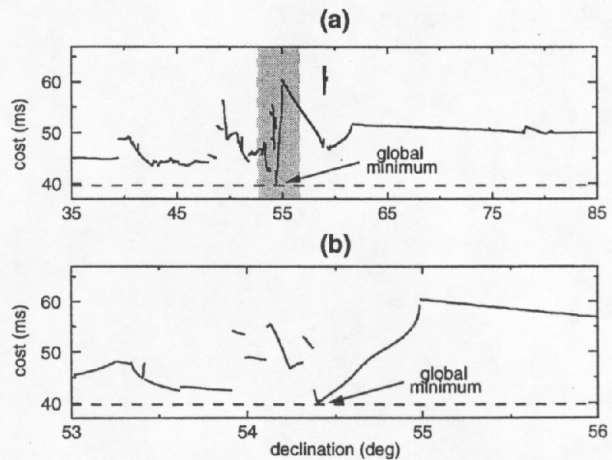 (a)
60
50
40
cost (ms)
global
minimum
35 45 55 65 75 85
(b)
60
50
40
cost (ms)
global
minimum
53 54 55 56
declination (deg)